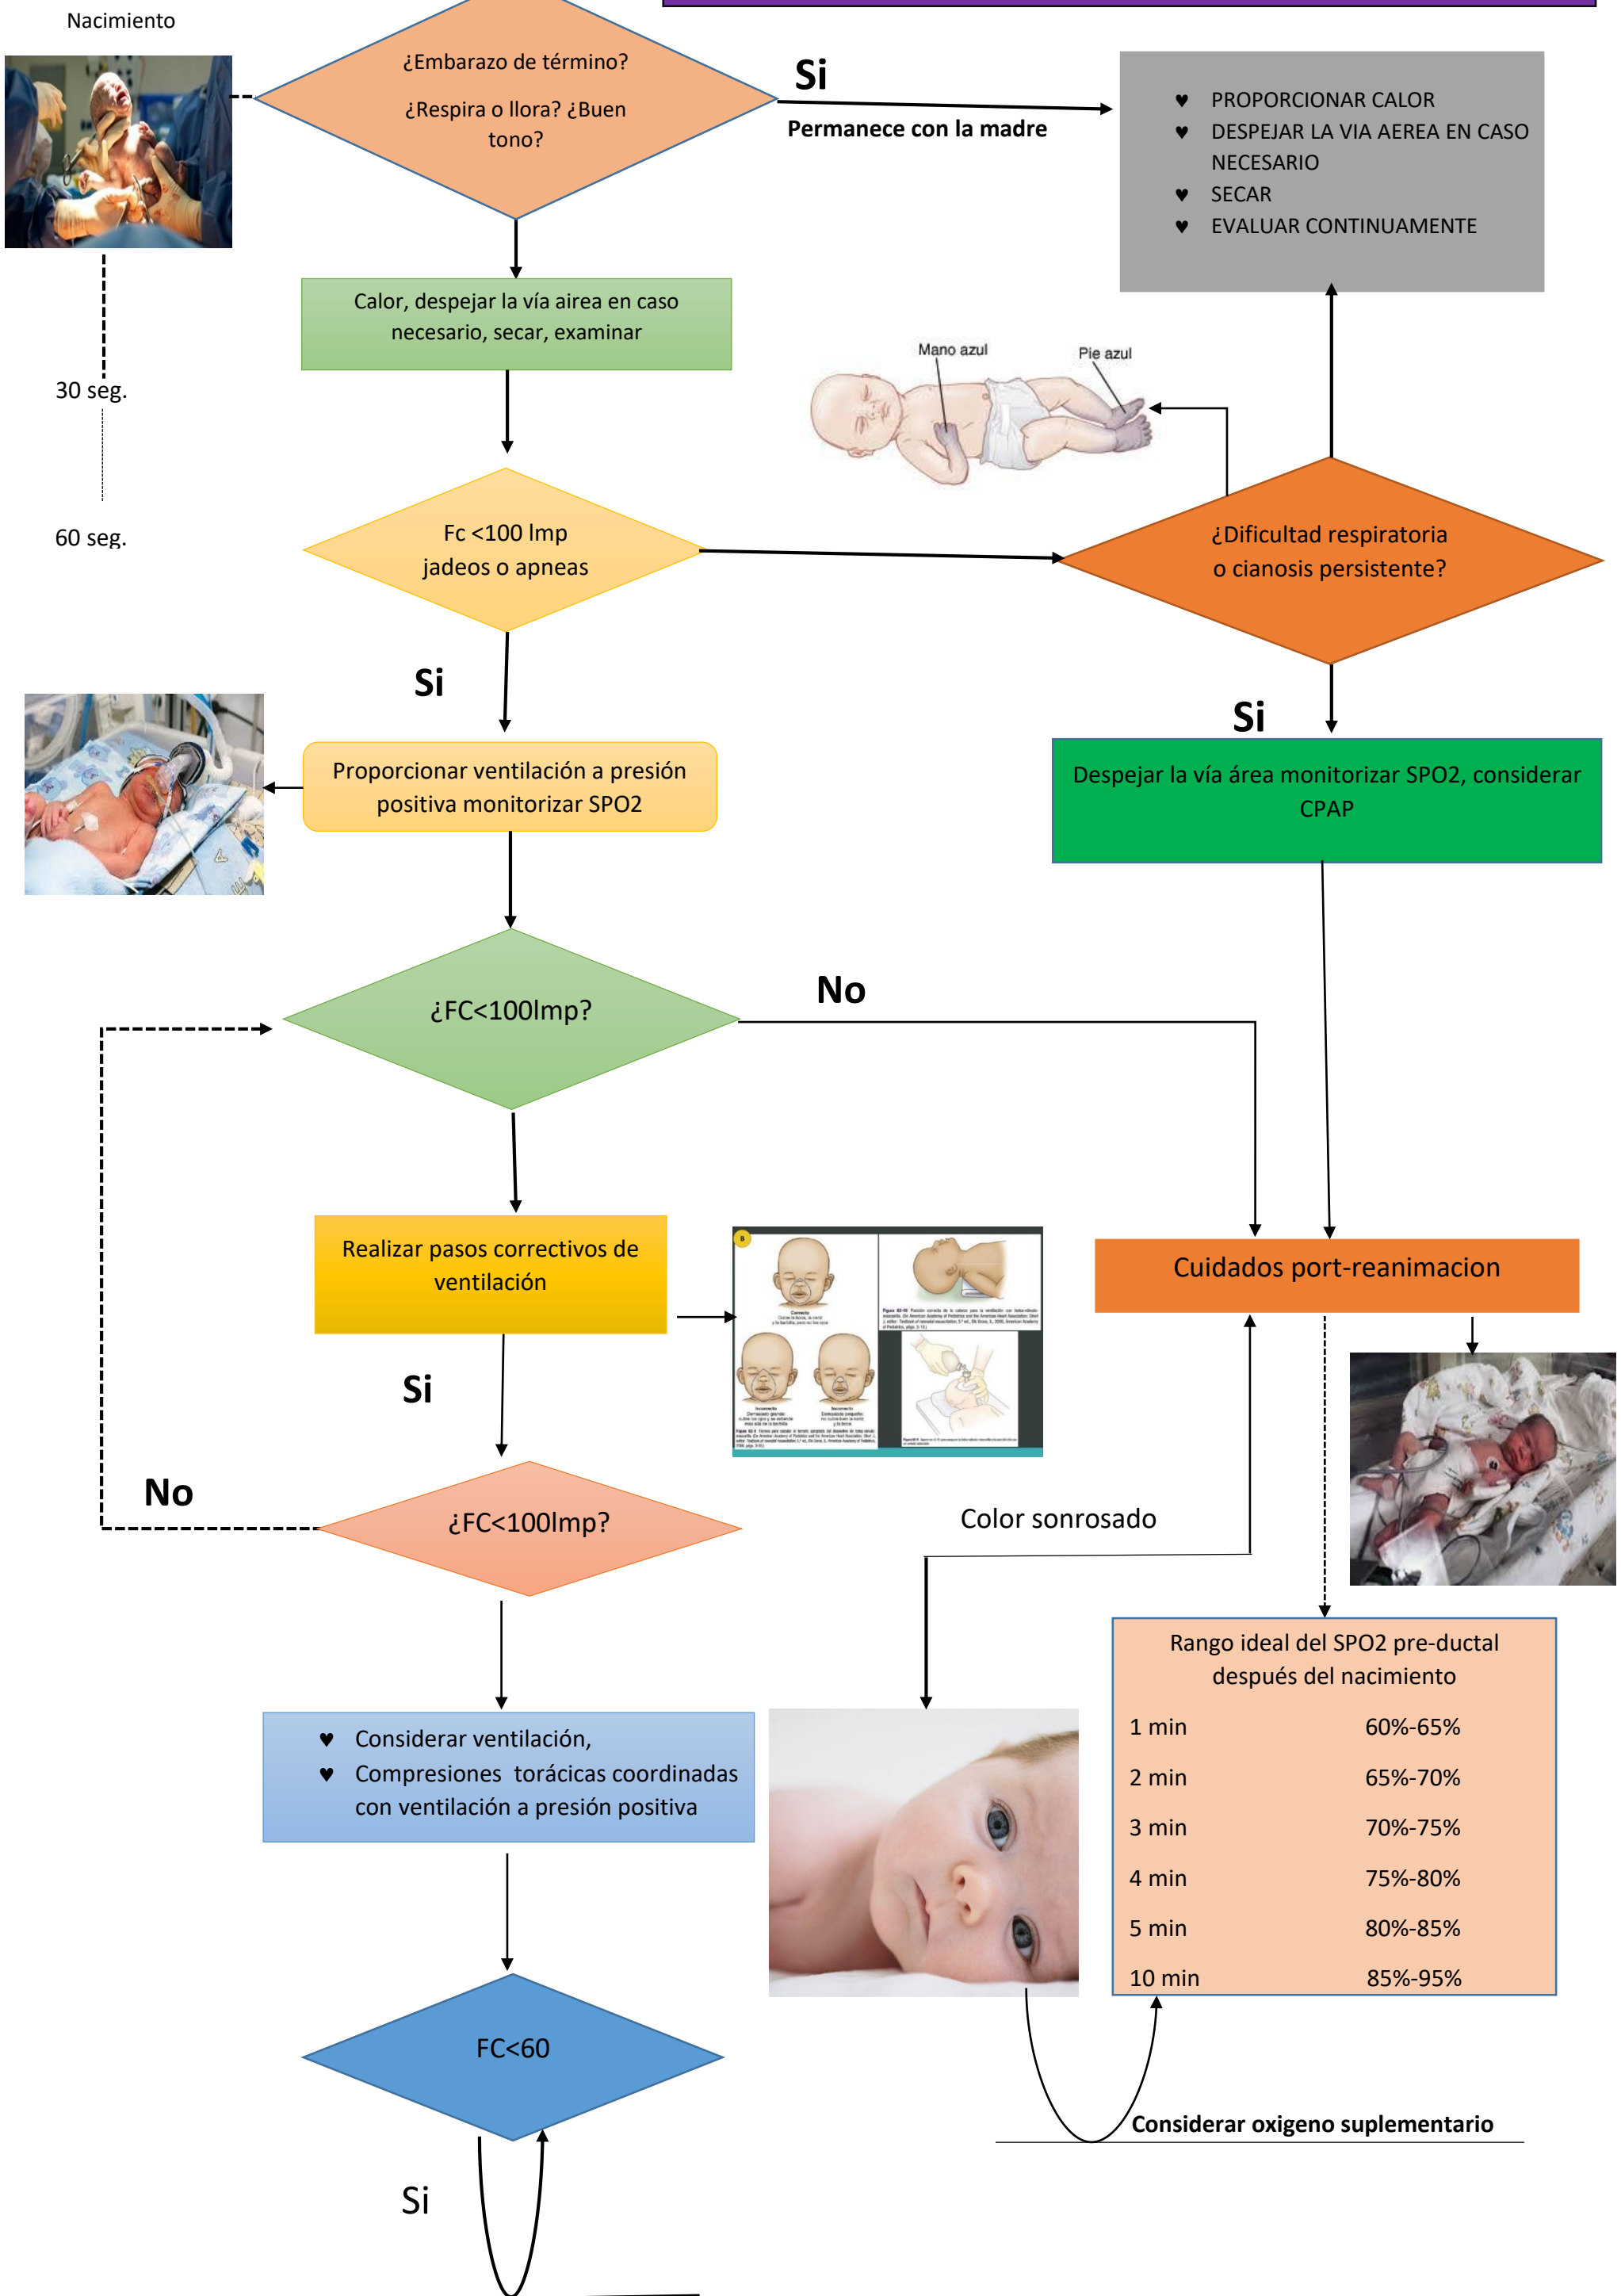 Nacimiento
¿Embarazo de término?
¿Respira o llora? ¿Buen
tono?
Si
Permanece con la madre
♥ PROPORCIONAR CALOR
♥ DESPEJAR LA VIA AEREA EN CASO
NECESARIO
♥ SECAR
♥ EVALUAR CONTINUAMENTE
Calor, despejar la vía airea en caso
necesario, secar, examinar
30 seg.
60 seg.
Mano azul
Pie azul
Fc <100 lmp
jadeos o apneas
¿Dificultad respiratoria
o cianosis persistente?
Si
Si
Proporcionar ventilación a presión
positiva monitorizar SPO2
Despejar la vía área monitorizar SPO2, considerar
CPAP
¿FC<100lmp?
No
Realizar pasos correctivos de
ventilación
B
Correcto
Incorrecto
Incorrecto
Cuidados port-reanimacion
Si
No
¿FC<100lmp?
Color sonrosado
Rango ideal del SPO2 pre-ductal
después del nacimiento
1 min 60%-65%
2 min 65%-70%
3 min 70%-75%
4 min 75%-80%
5 min 80%-85%
10 min 85%-95%
♥ Considerar ventilación,
♥ Compresiones torácicas coordinadas
con ventilación a presión positiva
FC<60
Considerar oxigeno suplementario
Si